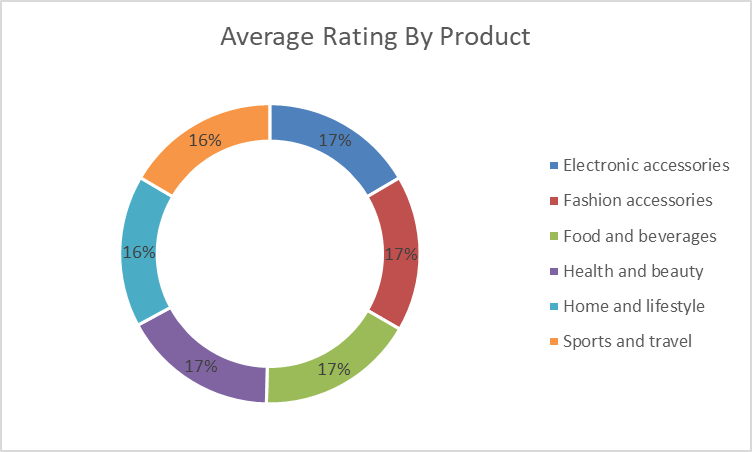 Average Rating By Product
16%
17%
16%
17%
17%
17%
Electronic accessories
Fashion accessories
Food and beverages
Health and beauty
Home and lifestyle
Sports and travel